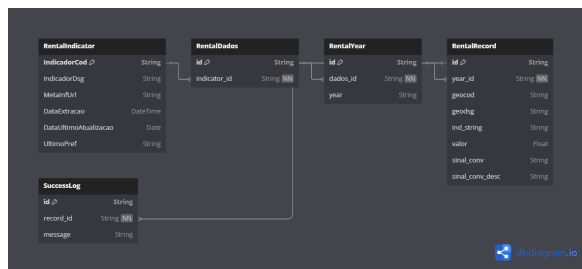 RentalIndicator
IndicadorCod String
IndicadorDsg String
MetaInfUrl String
DataExtracao DateTime
DataUltimoAtualizacao Date
UltimoPref String
RentalDados
id String
indicator_id String NN
RentalYear
id String
dados_id String NN
year String
RentalRecord
id String
year_id String NN
geocod String
geodsg String
ind_string String
valor Float
sinal_conv String
sinal_conv_desc String
SuccessLog
id String
record_id String NN
message String
dbdiagram.io